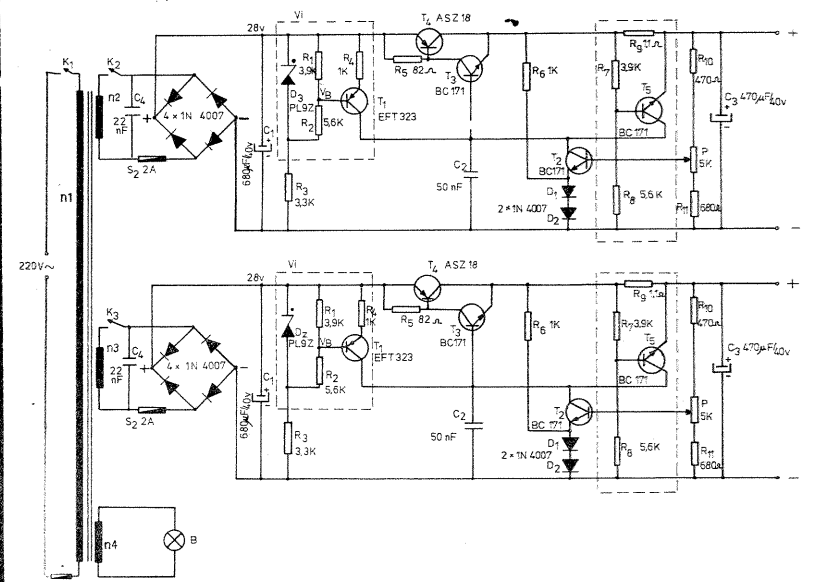 K1
K2
n2
C4
22 nF
+
4 × 1N 4007
-
S2 2A
n1
220V~
28v
C1
+
-
680µF/40v
Vi
R1
3,9K
R4
1K
D3
PL9Z
VB
T1
EFT 323
R2
5,6K
R3
3,3K
T4 ASZ 18
R5 82Ω
T3
BC 171
C2
50 nF
R6 1K
T2
BC171
D1
2 × 1N 4007
D2
R9 1,1Ω
R7
3,9K
T5
BC 171
R8 5,6K
R10
470Ω
P
5K
R11 680Ω
C3 470µF/40v
+
-
+
-
K3
n3
C4
22 nF
+
4 × 1N 4007
-
S2 2A
28v
C1
+
-
680µF/40v
Vi
R1
3,9K
R4
1K
DZ
PL9Z
VB
T1
EFT 323
R2
5,6K
R3
3,3K
T4 ASZ 18
R5 82Ω
T3
BC171
C2
50 nF
R6 1K
T2
BC 171
D1
2 × 1N 4007
D2
R9 1,1Ω
R7 3,9K
T5
BC 171
R8 5,6K
R10
470Ω
P
5K
R11
680Ω
C3 470µF/40v
+
-
+
-
n4
B